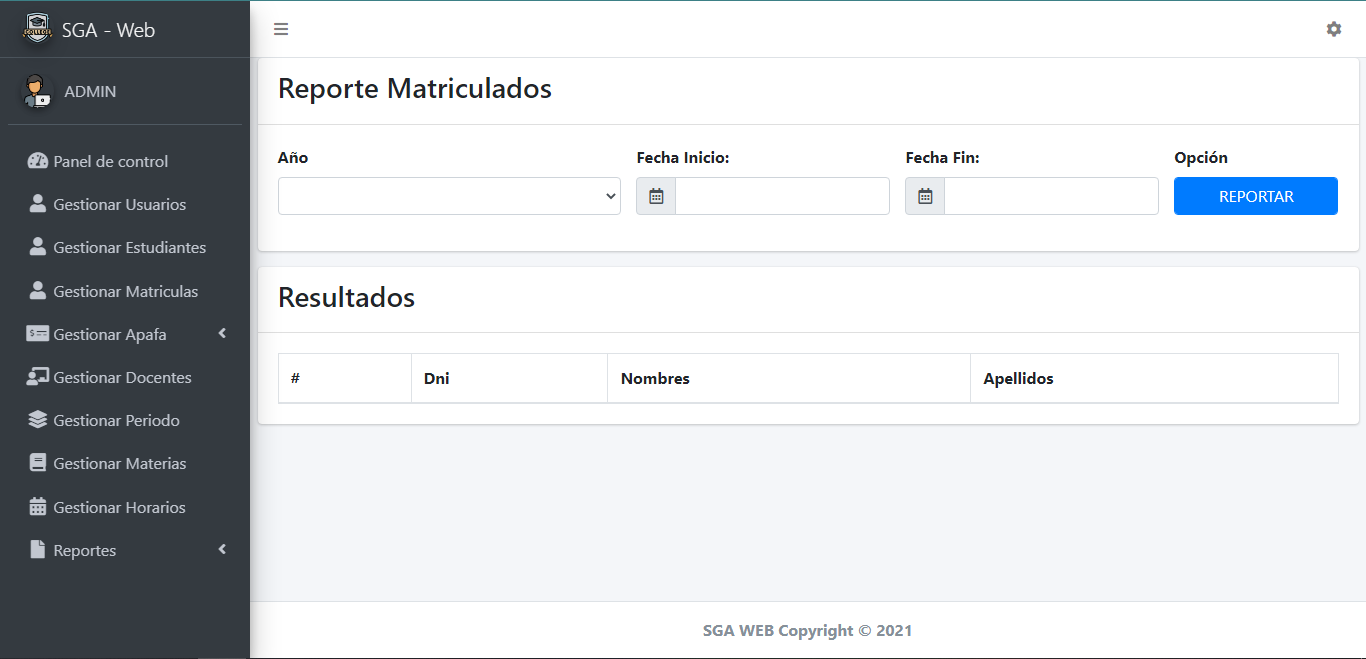 SGA - Web
ADMIN
Panel de control
Gestionar Usuarios
Gestionar Estudiantes
Gestionar Matriculas
Gestionar Apafa
Gestionar Docentes
Gestionar Periodo
Gestionar Materias
Gestionar Horarios
Reportes
Reporte Matriculados
Año Fecha Inicio: Fecha Fin: Opción
REPORTAR
Resultados
# Dni Nombres Apellidos
SGA WEB Copyright © 2021